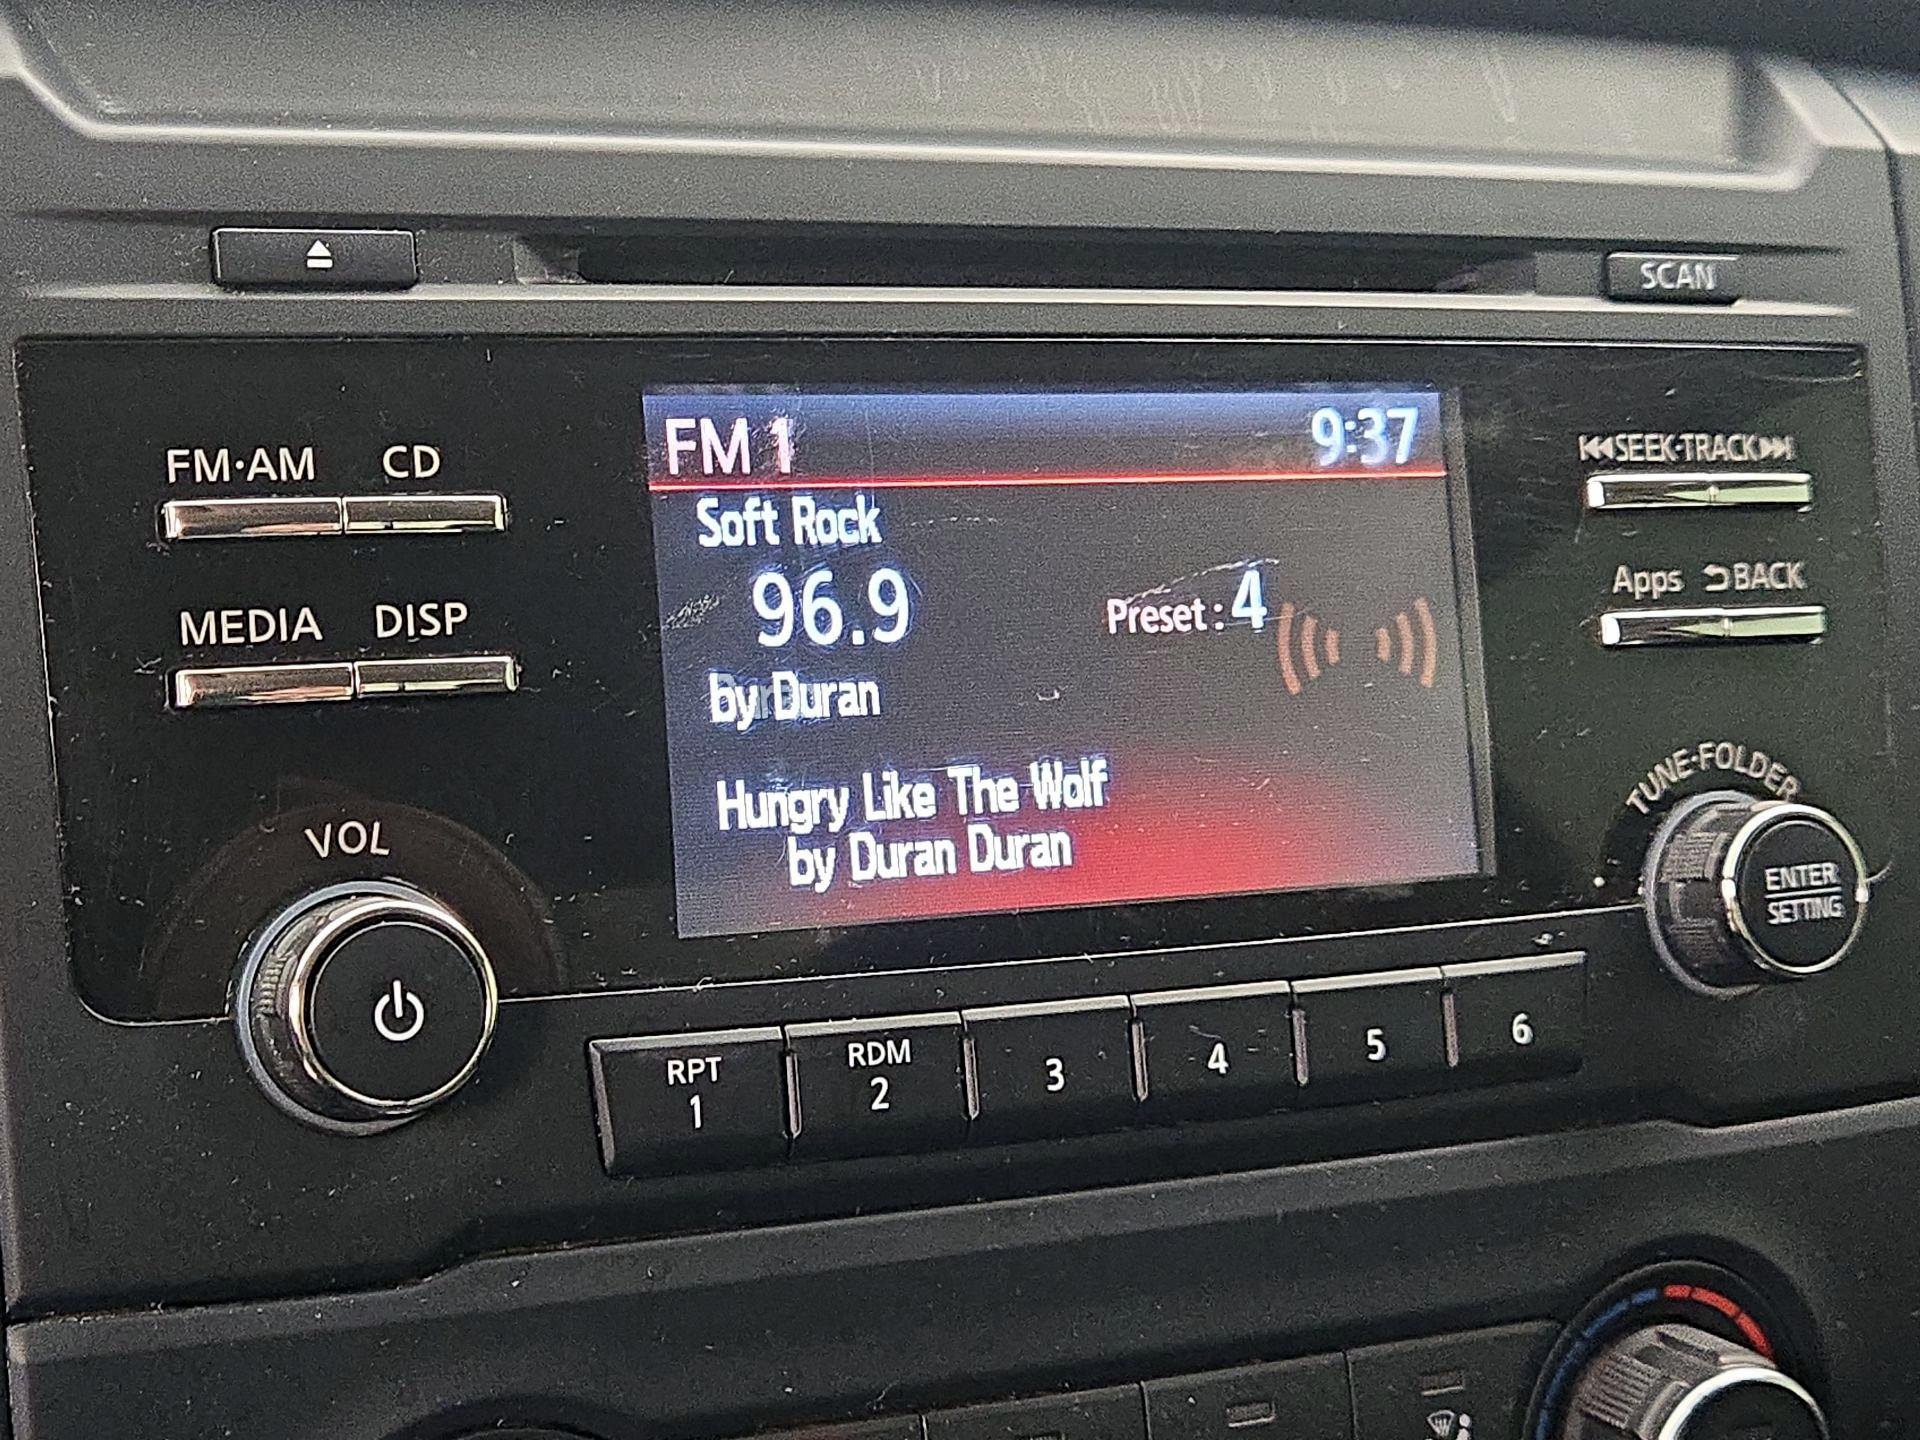 SCAN
FM·AM CD
FM 1 9:37
SEEK·TRACK
Soft Rock
96.9 Preset : 4
Apps BACK
MEDIA DISP
by Duran
Hungry Like The Wolf
by Duran Duran
TUNE·FOLDER
VOL
ENTER
SETTING
RPT RDM
1 2 3 4 5 6